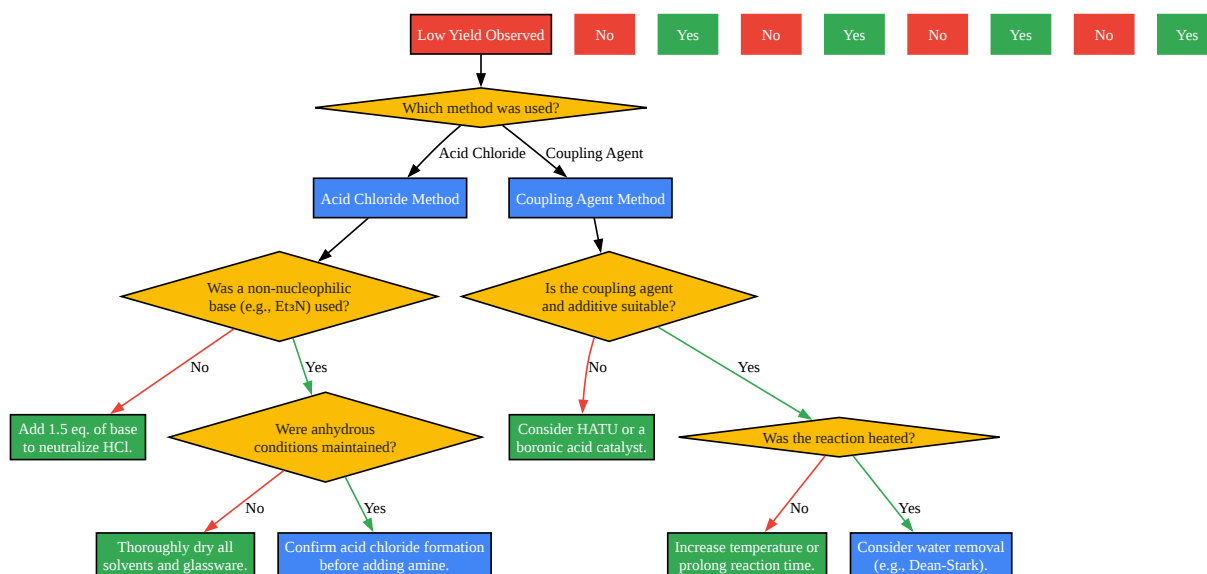 Low Yield Observed
No
Yes
No
Yes
No
Yes
No
Yes
Which method was used?
Acid Chloride
Coupling Agent
Acid Chloride Method
Coupling Agent Method
Was a non-nucleophilic
base (e.g., Et₃N) used?
Is the coupling agent
and additive suitable?
No
Yes
No
Yes
Add 1.5 eq. of base
to neutralize HCl.
Were anhydrous
conditions maintained?
Consider HATU or a
boronic acid catalyst.
Was the reaction heated?
No
Yes
No
Yes
Thoroughly dry all
solvents and glassware.
Confirm acid chloride formation
before adding amine.
Increase temperature or
prolong reaction time.
Consider water removal
(e.g., Dean-Stark).